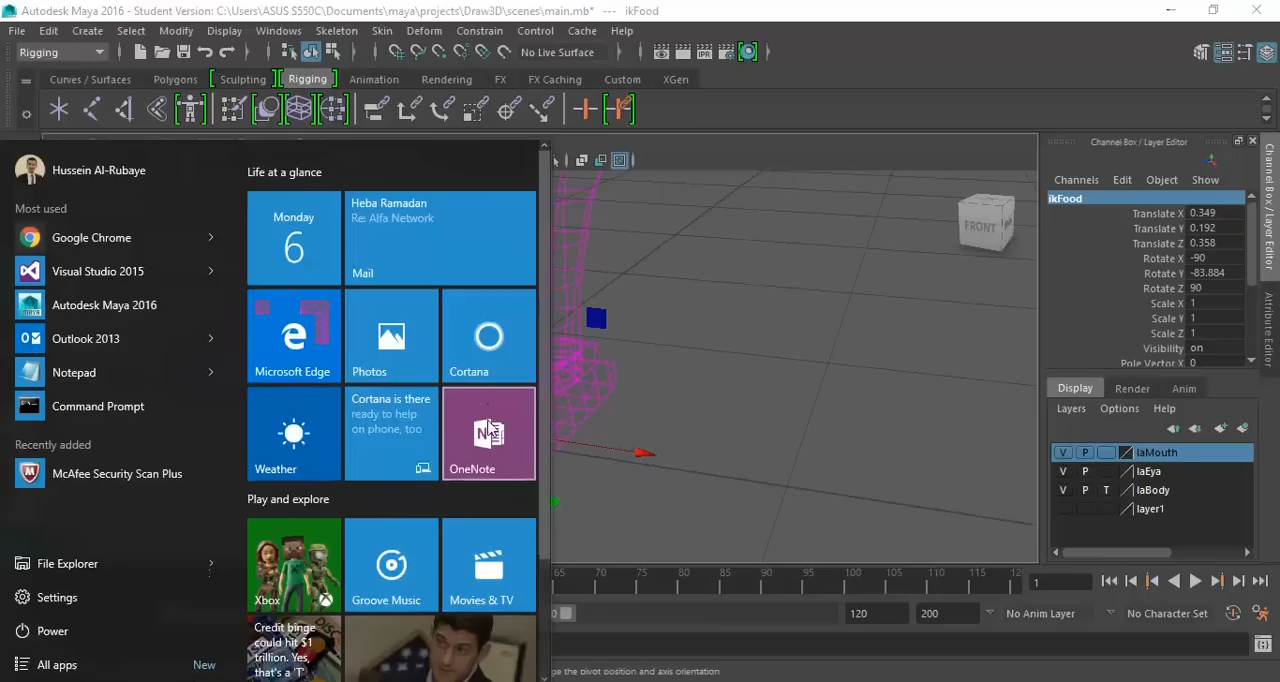 Autodesk Maya 2016 - Student Version: C:\Users\ASUS S550C\Documents\maya\projects\Draw3D\scenes\main.mb* --- ikFood
File Edit Create Select Modify Display Windows Skeleton Skin Deform Constrain Control Cache Help
Rigging No Live Surface
Curves / Surfaces Polygons Sculpting Rigging Animation Rendering FX FX Caching Custom XGen
Hussein Al-Rubaye
Most used
Google Chrome
Visual Studio 2015
Autodesk Maya 2016
Outlook 2013
Notepad
Command Prompt
Recently added
McAfee Security Scan Plus
File Explorer
Settings
Power
All apps New
Life at a glance
Monday
6
Heba Ramadan
Re: Alfa Network
Mail
Microsoft Edge
Photos
Cortana
Weather
Cortana is there
ready to help
on phone, too
OneNote
Play and explore
Xbox
Groove Music
Movies & TV
Credit binge
could hit $1
trillion. Yes,
that's a 'T'
FRONT
Channel Box / Layer Editor
Channels Edit Object Show
ikFood
Translate X 0.349
Translate Y 0.192
Translate Z 0.358
Rotate X -90
Rotate Y -83.884
Rotate Z 90
Scale X 1
Scale Y 1
Scale Z 1
Visibility on
Pole Vector X 0
Display Render Anim
Layers Options Help
V P laMouth
V P laEya
V P T laBody
layer1
Channel Box / Layer Editor
Attribute Editor
65 70 75 80 85 90 95 100 105 110 115 12
1
120 200 No Anim Layer No Character Set
ge the pivot position and axis orientation